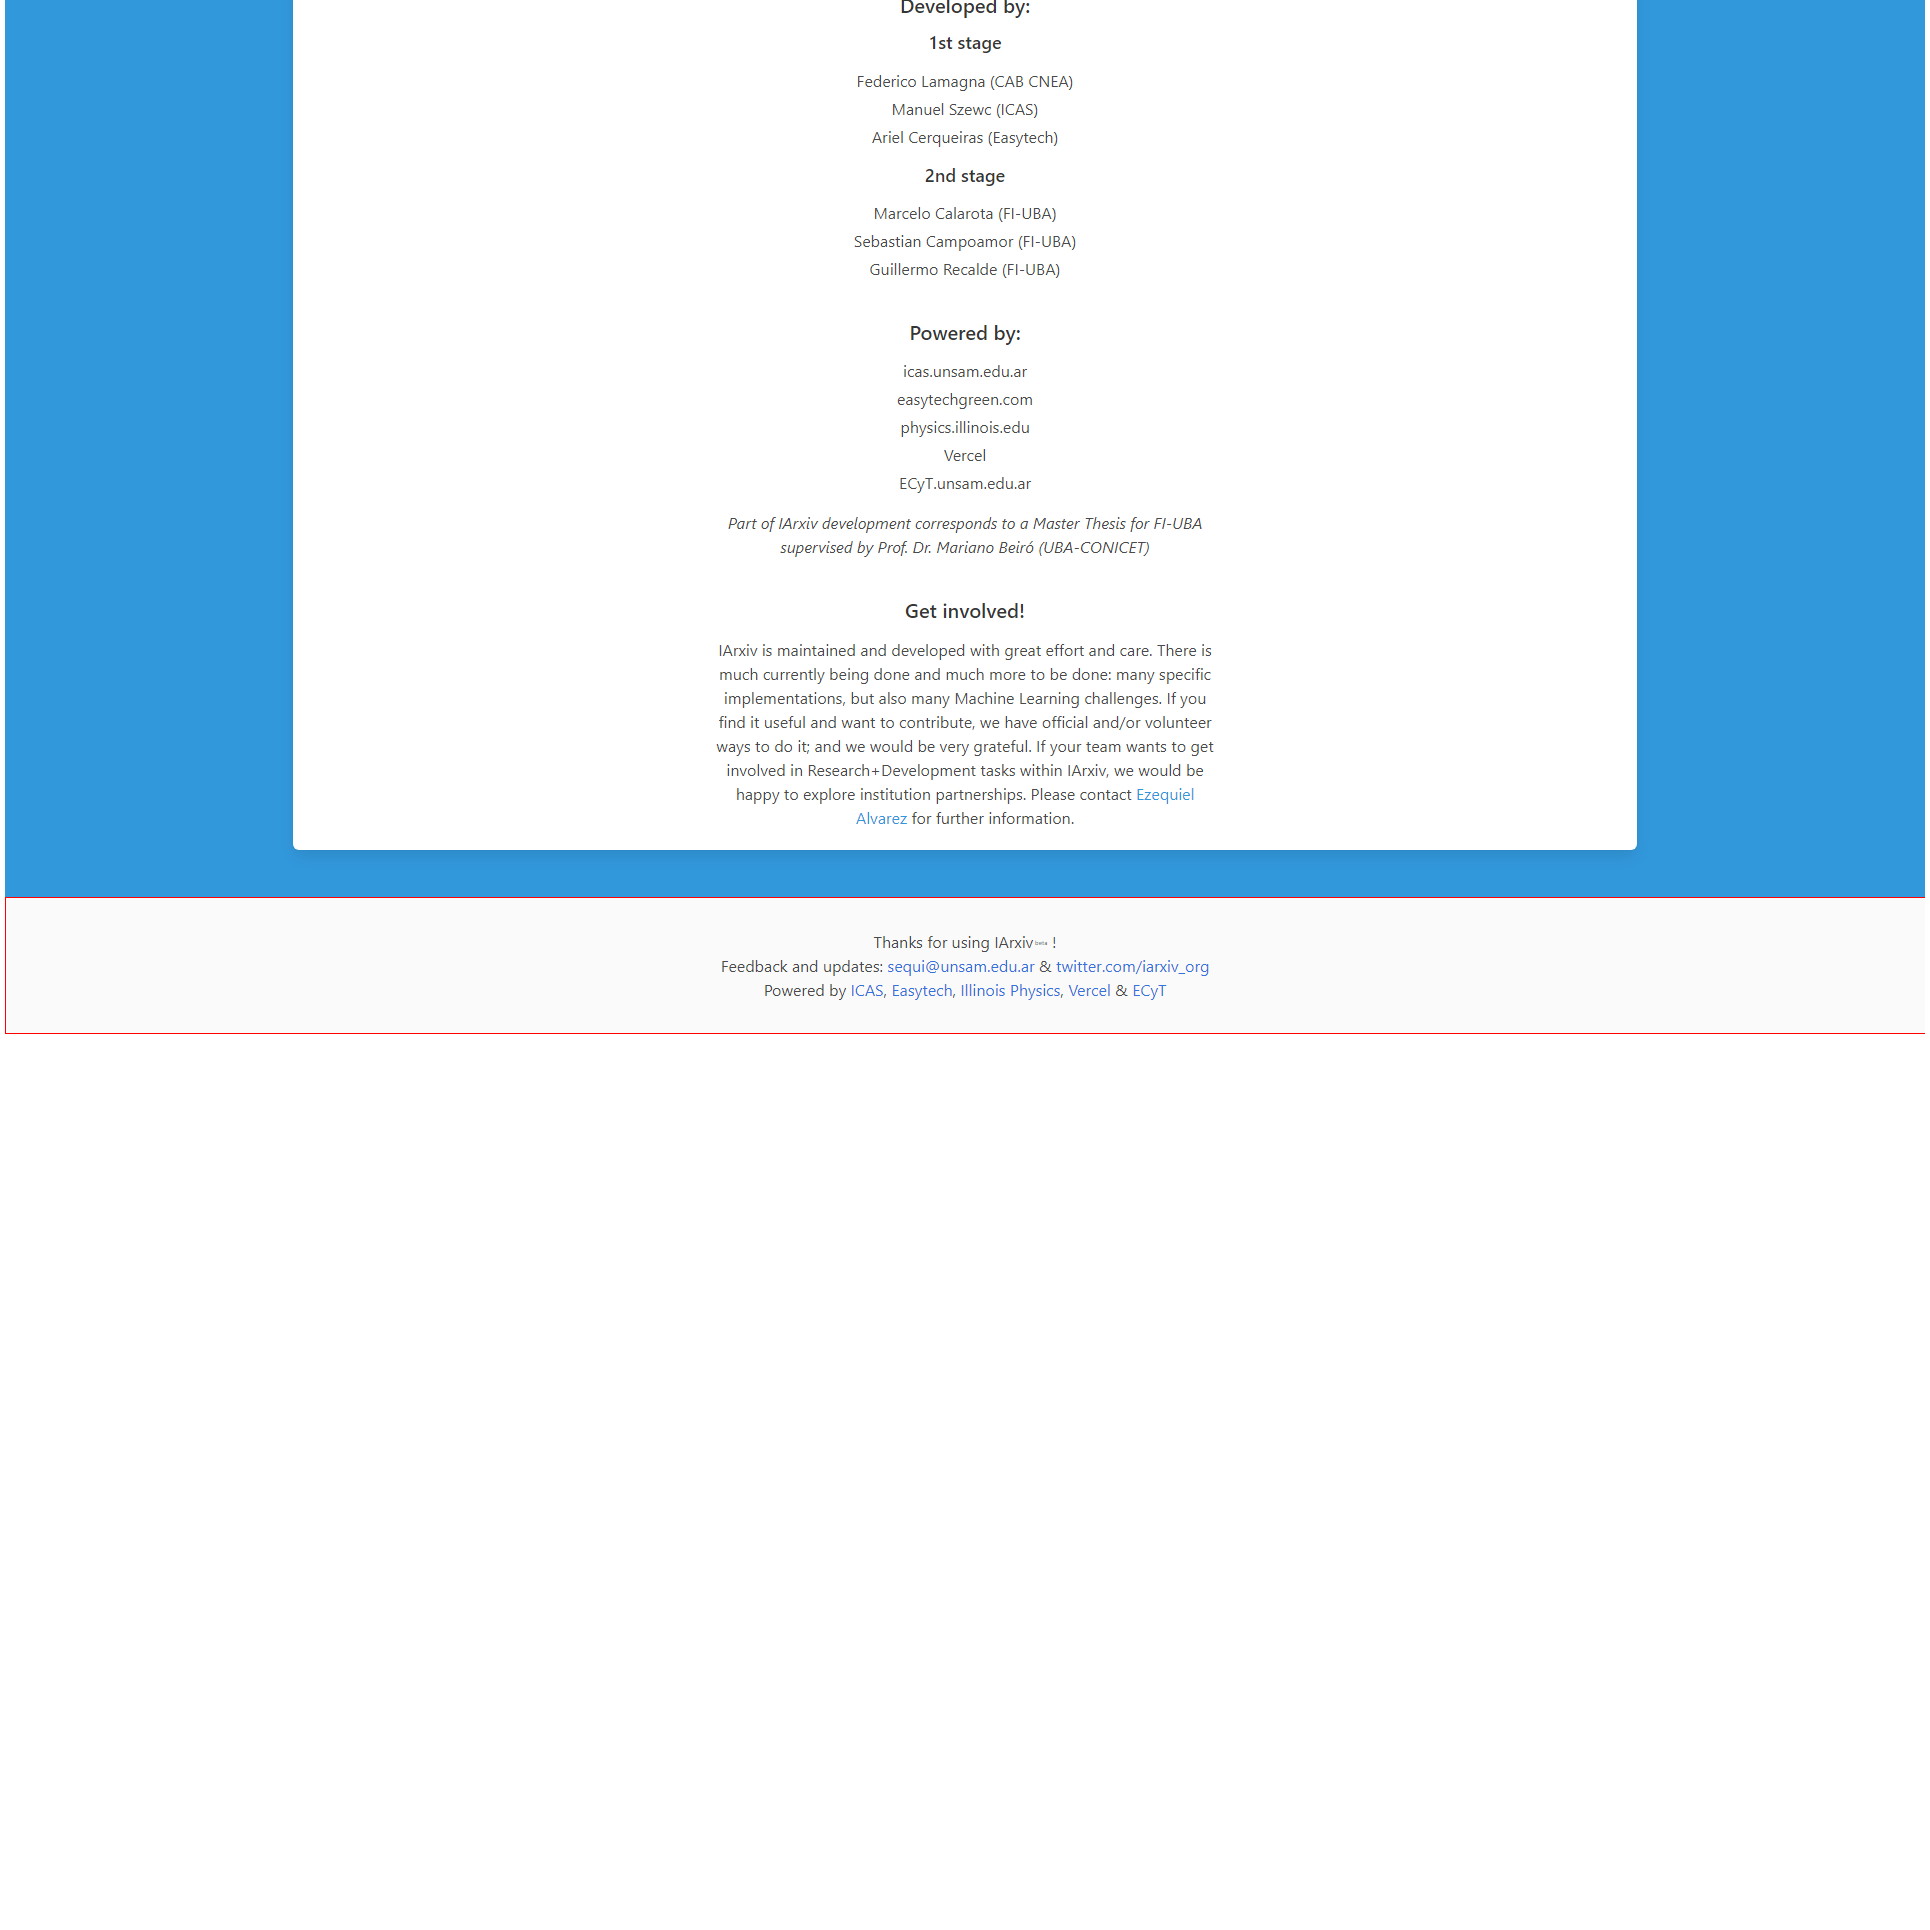 Developed by:
1st stage
Federico Lamagna (CAB CNEA)
Manuel Szewc (ICAS)
Ariel Cerqueiras (Easytech)
2nd stage
Marcelo Calarota (FI-UBA)
Sebastian Campoamor (FI-UBA)
Guillermo Recalde (FI-UBA)
Powered by:
icas.unsam.edu.ar
easytechgreen.com
physics.illinois.edu
Vercel
ECyT.unsam.edu.ar
Part of IArxiv development corresponds to a Master Thesis for FI-UBA
supervised by Prof. Dr. Mariano Beiró (UBA-CONICET)
Get involved!
IArxiv is maintained and developed with great effort and care. There is
much currently being done and much more to be done: many specific
implementations, but also many Machine Learning challenges. If you
find it useful and want to contribute, we have official and/or volunteer
ways to do it; and we would be very grateful. If your team wants to get
involved in Research+Development tasks within IArxiv, we would be
happy to explore institution partnerships. Please contact Ezequiel
Alvarez for further information.
Thanks for using IArxiv beta !
Feedback and updates: sequi@unsam.edu.ar & twitter.com/iarxiv_org
Powered by ICAS, Easytech, Illinois Physics, Vercel & ECyT